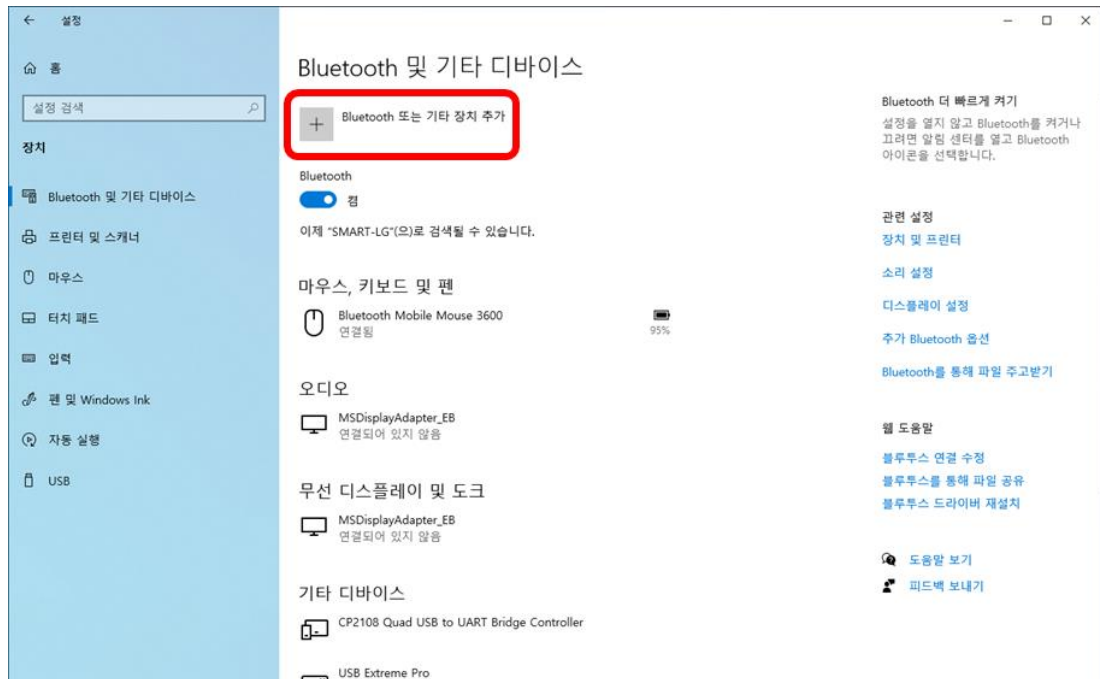 설정
홈
설정 검색
장치
Bluetooth 및 기타 디바이스
프린터 및 스캐너
마우스
터치 패드
입력
펜 및 Windows Ink
자동 실행
USB
Bluetooth 및 기타 디바이스
Bluetooth 또는 기타 장치 추가
Bluetooth
켬
이제 "SMART-LG"(으)로 검색될 수 있습니다.
마우스, 키보드 및 펜
Bluetooth Mobile Mouse 3600
연결됨
95%
오디오
MSDisplayAdapter_EB
연결되어 있지 않음
무선 디스플레이 및 도크
MSDisplayAdapter_EB
연결되어 있지 않음
기타 디바이스
CP2108 Quad USB to UART Bridge Controller
USB Extreme Pro
Bluetooth 더 빠르게 켜기
설정을 열지 않고 Bluetooth를 켜거나
끄려면 알림 센터를 열고 Bluetooth
아이콘을 선택합니다.
관련 설정
장치 및 프린터
소리 설정
디스플레이 설정
추가 Bluetooth 옵션
Bluetooth를 통해 파일 주고받기
웹 도움말
블루투스 연결 수정
블루투스를 통해 파일 공유
블루투스 드라이버 재설치
도움말 보기
피드백 보내기